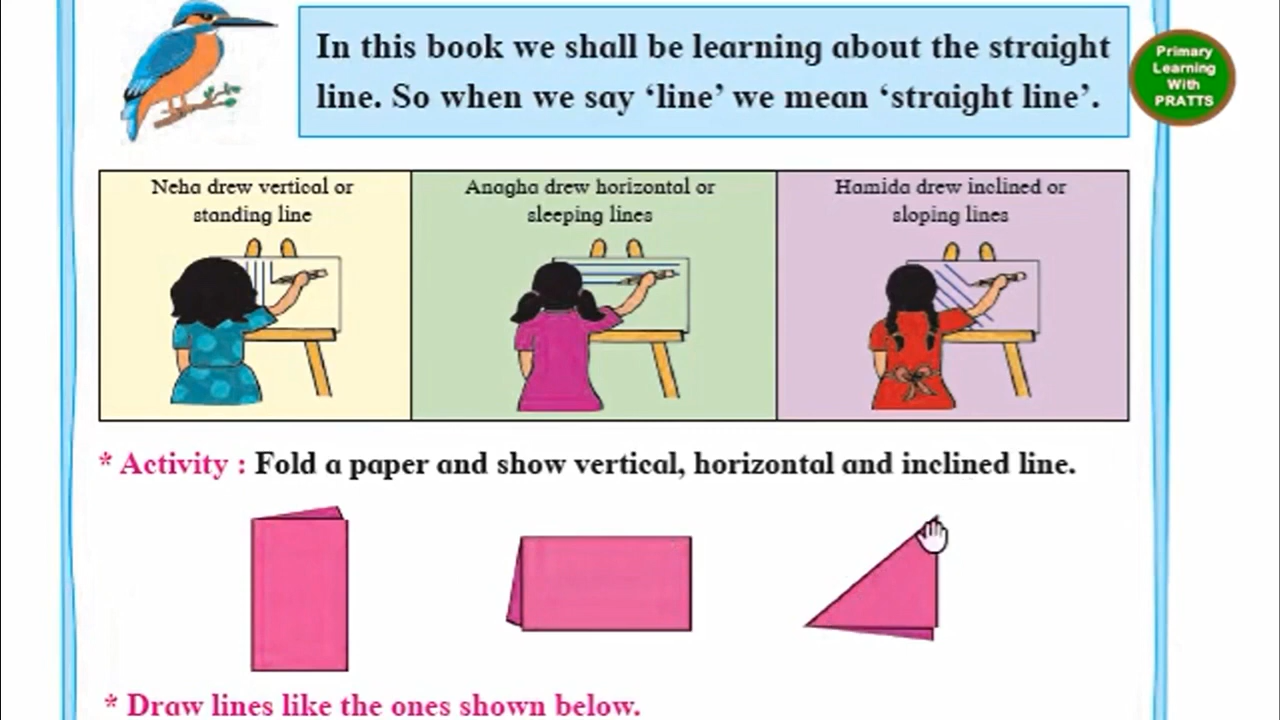 In this book we shall be learning about the straight
line. So when we say ‘line’ we mean ‘straight line’.
Primary
Learning
With
PRATTS
Neha drew vertical or
standing line
Anagha drew horizontal or
sleeping lines
Hamida drew inclined or
sloping lines
* Activity : Fold a paper and show vertical, horizontal and inclined line.
* Draw lines like the ones shown below.